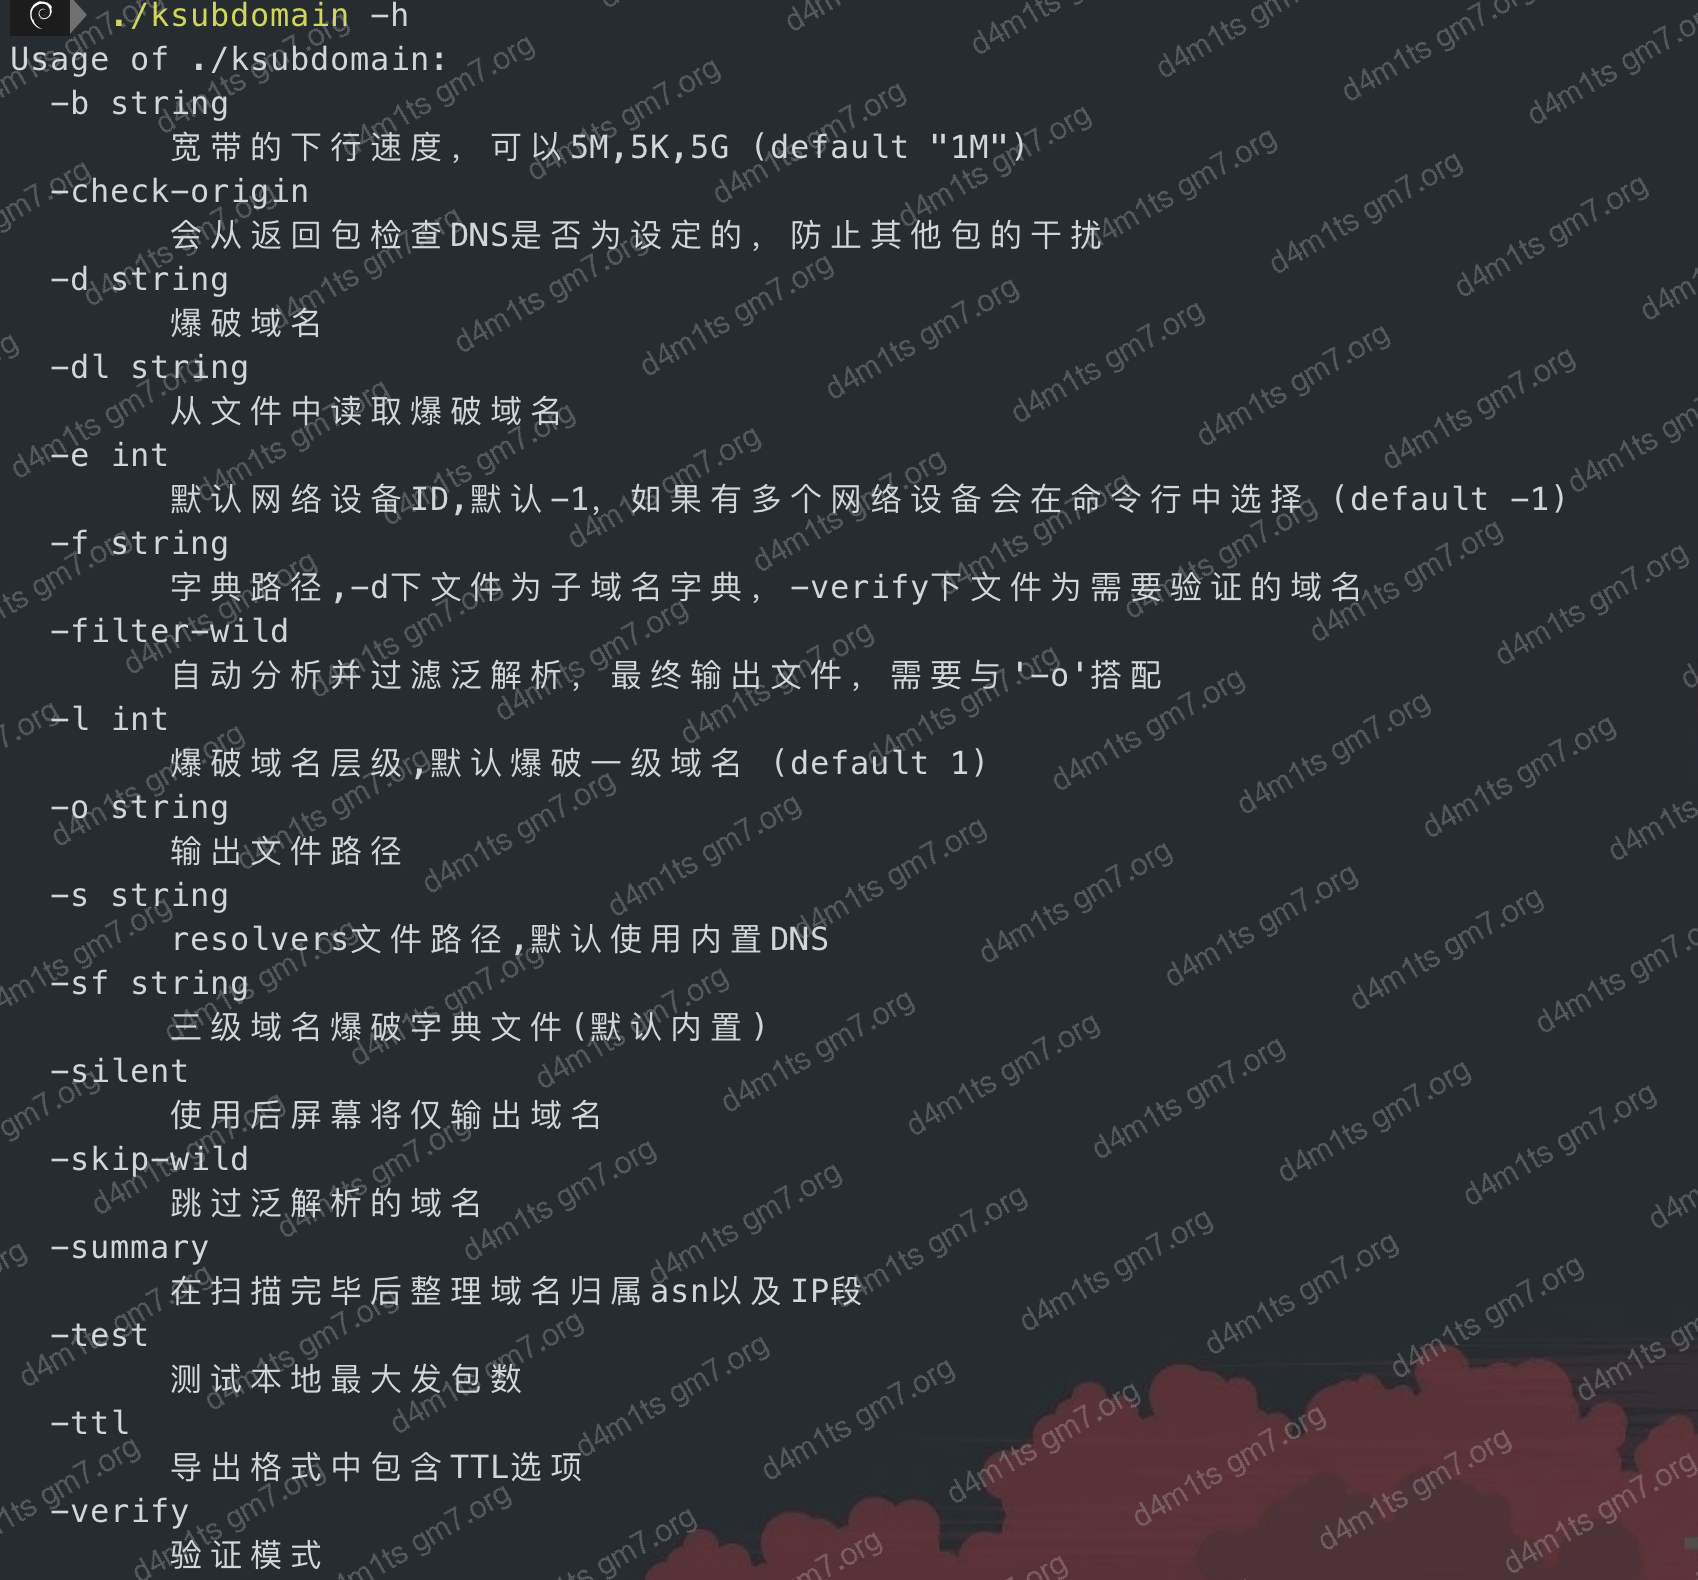 ./ksubdomain -h
Usage of ./ksubdomain:
-b string
宽带的下行速度，可以5M,5K,5G (default "1M")
-check-origin
会从返回包检查DNS是否为设定的，防止其他包的干扰
-d string
爆破域名
-dl string
从文件中读取爆破域名
-e int
默认网络设备ID,默认-1，如果有多个网络设备会在命令行中选择 (default -1)
-f string
字典路径,-d下文件为子域名字典，-verify下文件为需要验证的域名
-filter-wild
自动分析并过滤泛解析，最终输出文件，需要与'-o'搭配
-l int
爆破域名层级,默认爆破一级域名 (default 1)
-o string
输出文件路径
-s string
resolvers文件路径,默认使用内置DNS
-sf string
三级域名爆破字典文件(默认内置)
-silent
使用后屏幕将仅输出域名
-skip-wild
跳过泛解析的域名
-summary
在扫描完毕后整理域名归属asn以及IP段
-test
测试本地最大发包数
-ttl
导出格式中包含TTL选项
-verify
验证模式
d4m1ts gm7.org